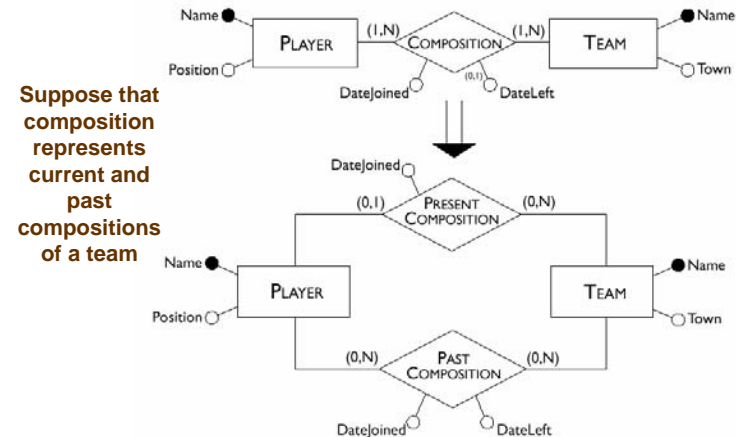 Name
Name
PLAYER
(1,N)
COMPOSITION
(1,N)
TEAM
Position
Town
(0,1)
DateJoined
DateLeft
Suppose that
composition
represents
current and
past
compositions
of a team
DateJoined
(0,1)
PRESENT
COMPOSITION
(0,N)
Name
Name
PLAYER
TEAM
Position
Town
(0,N)
PAST
COMPOSITION
(0,N)
DateJoined
DateLeft